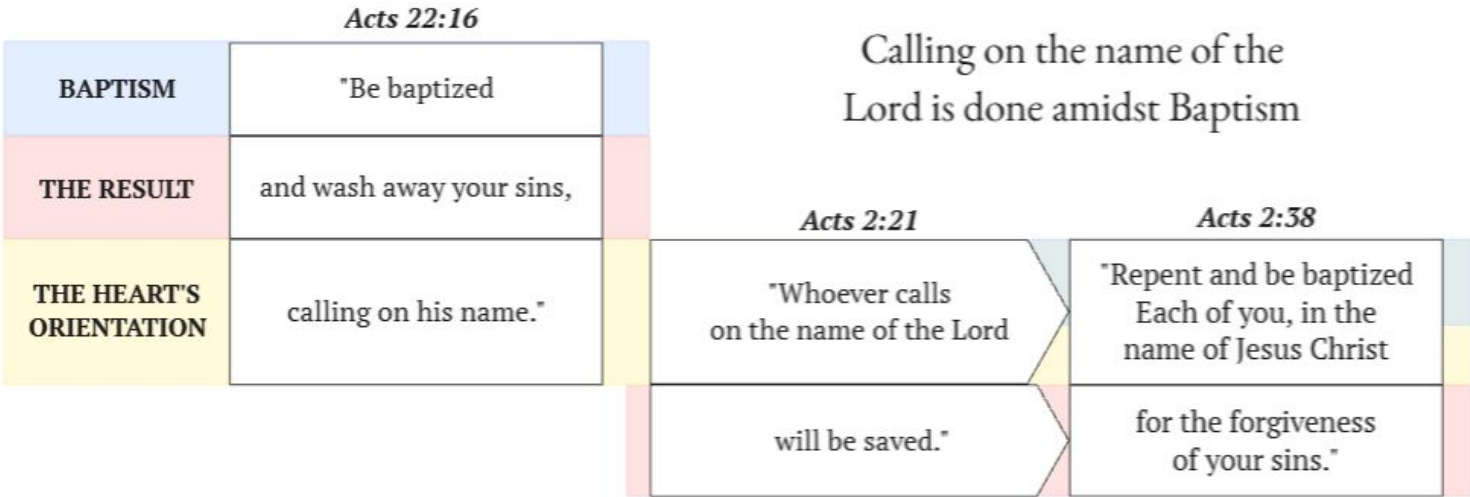 Acts 22:16
BAPTISM
"Be baptized
THE RESULT
and wash away your sins,
THE HEART'S
ORIENTATION
calling on his name."
Calling on the name of the
Lord is done amidst Baptism
Acts 2:21
"Whoever calls
on the name of the Lord
will be saved."
Acts 2:38
"Repent and be baptized
Each of you, in the
name of Jesus Christ
for the forgiveness
of your sins."